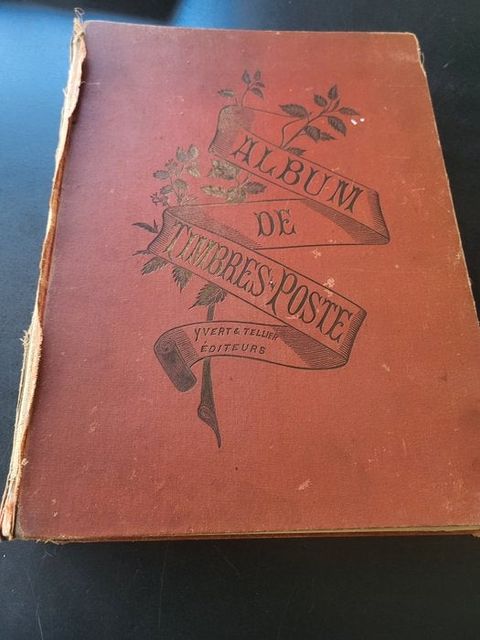 ALBUM
DE
TIMBRES-POSTE
YVERT & TELLIER
ÉDITEURS